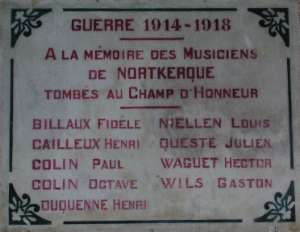 GUERRE 1914-1918
A LA MÉMOIRE DES MUSICIENS
DE NORTKERQUE
TOMBÉS AU CHAMP D'HONNEUR
BILLAUX FIDÈLE NIELLEN LOUIS
CAILLEUX HENRI QUESTE JULIEN
COLIN PAUL WAGUET HECTOR
COLIN OCTAVE WILS GASTON
DUQUENNE HENRI